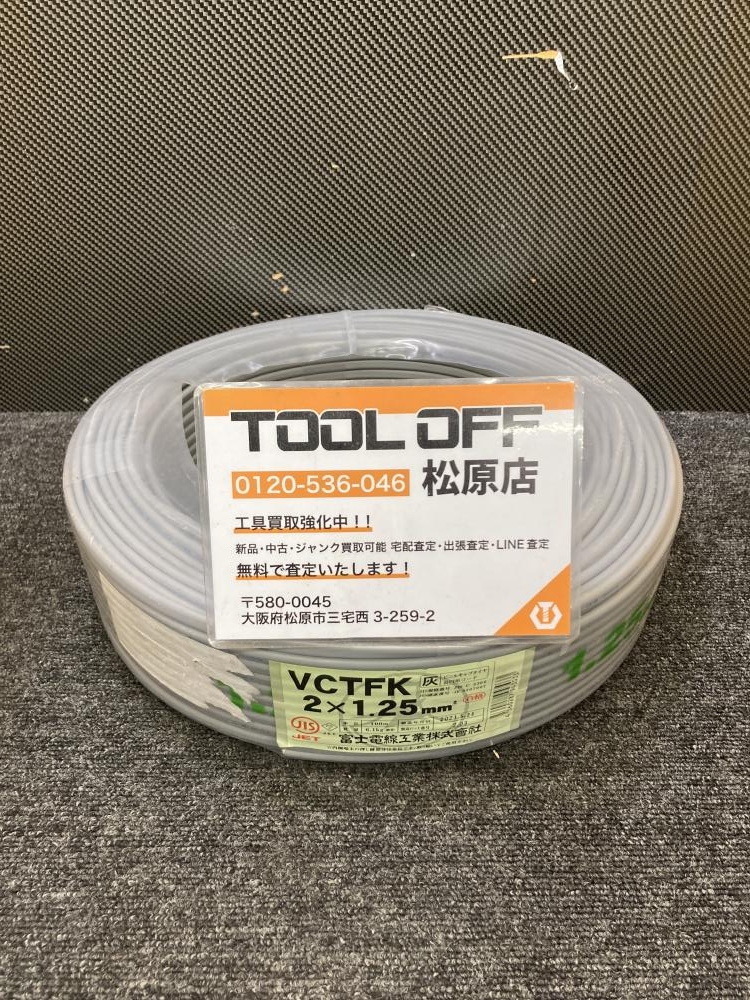 TOOL OFF
0120-536-046 松原店
工具買取強化中！！
新品・中古・ジャンク買取可能 宅配査定・出張査定・LINE査定
無料で査定いたします！
〒580-0045
大阪府松原市三宅西 3-259-2
VCTFK 灰
2×1.25mm²
JIS
JET
富士電線工業株式会社
1.25